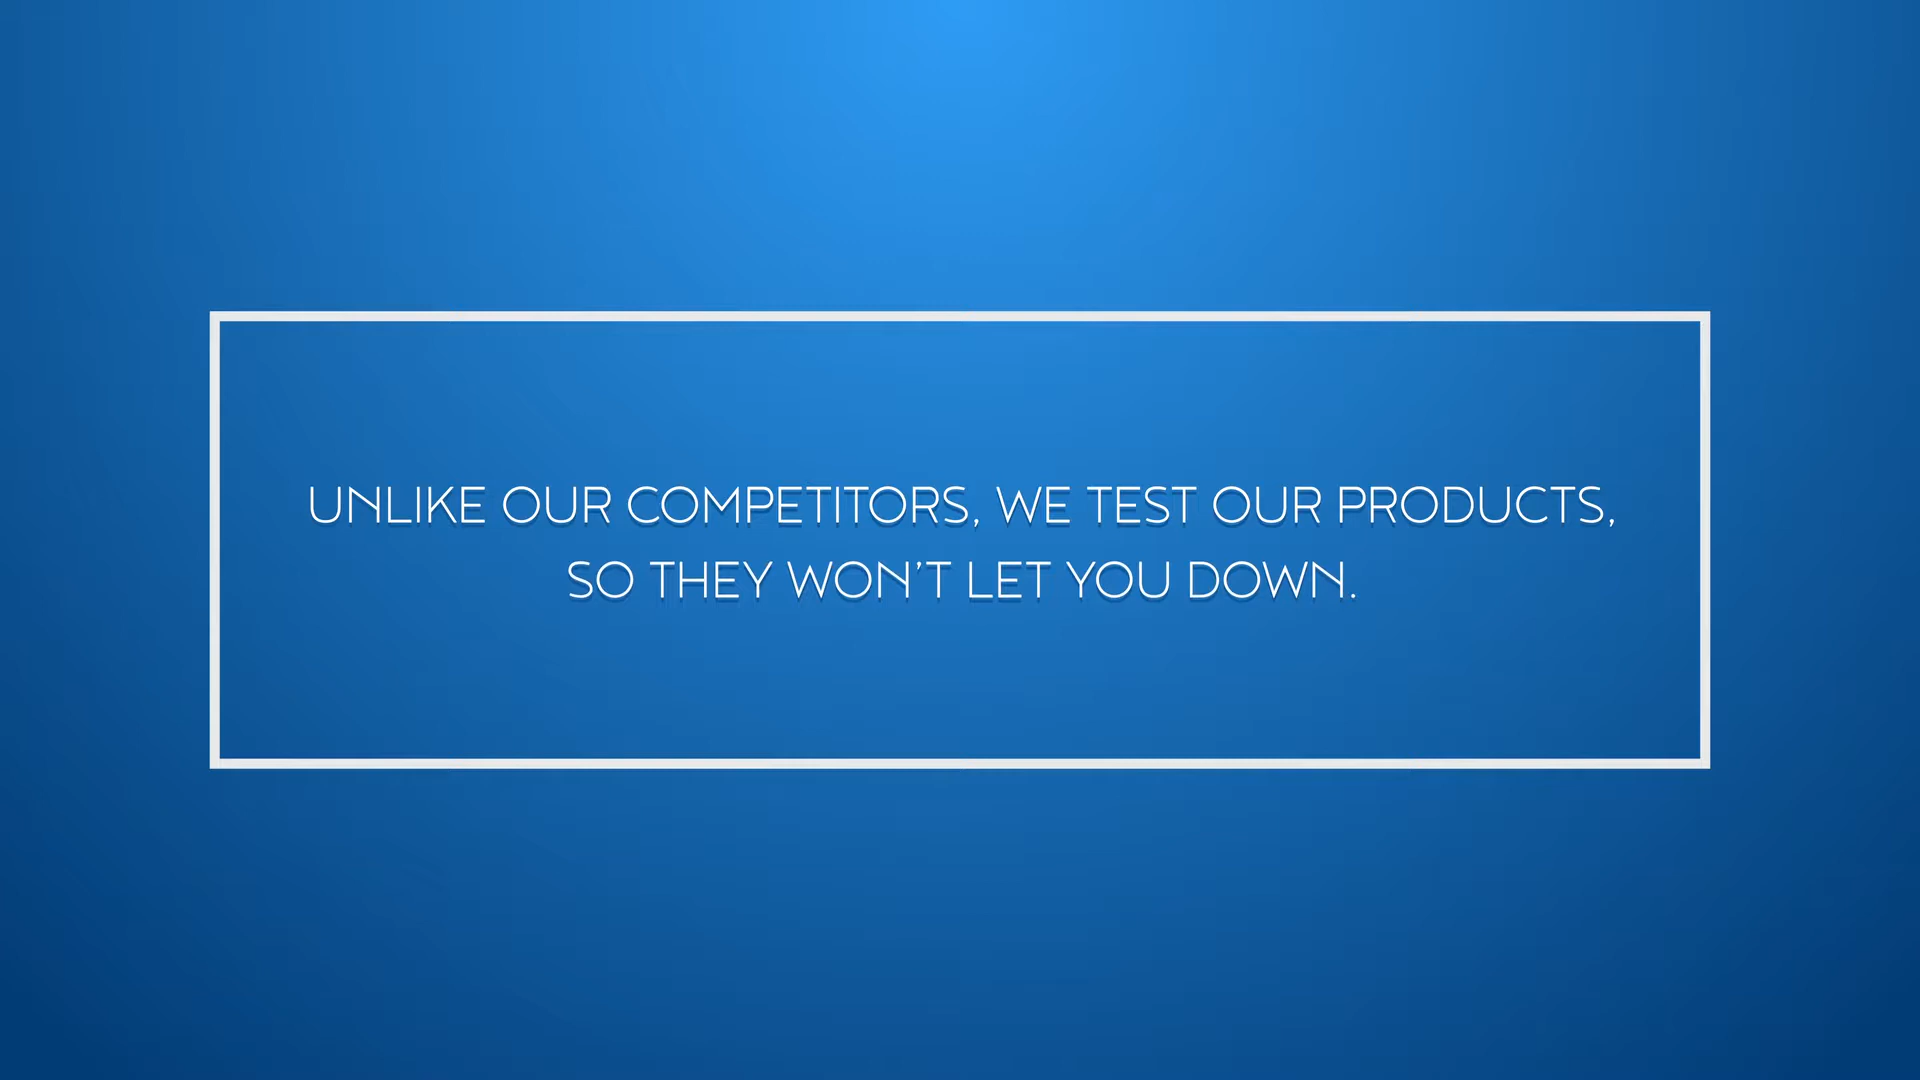 UNLIKE OUR COMPETITORS, WE TEST OUR PRODUCTS,
SO THEY WON’T LET YOU DOWN.